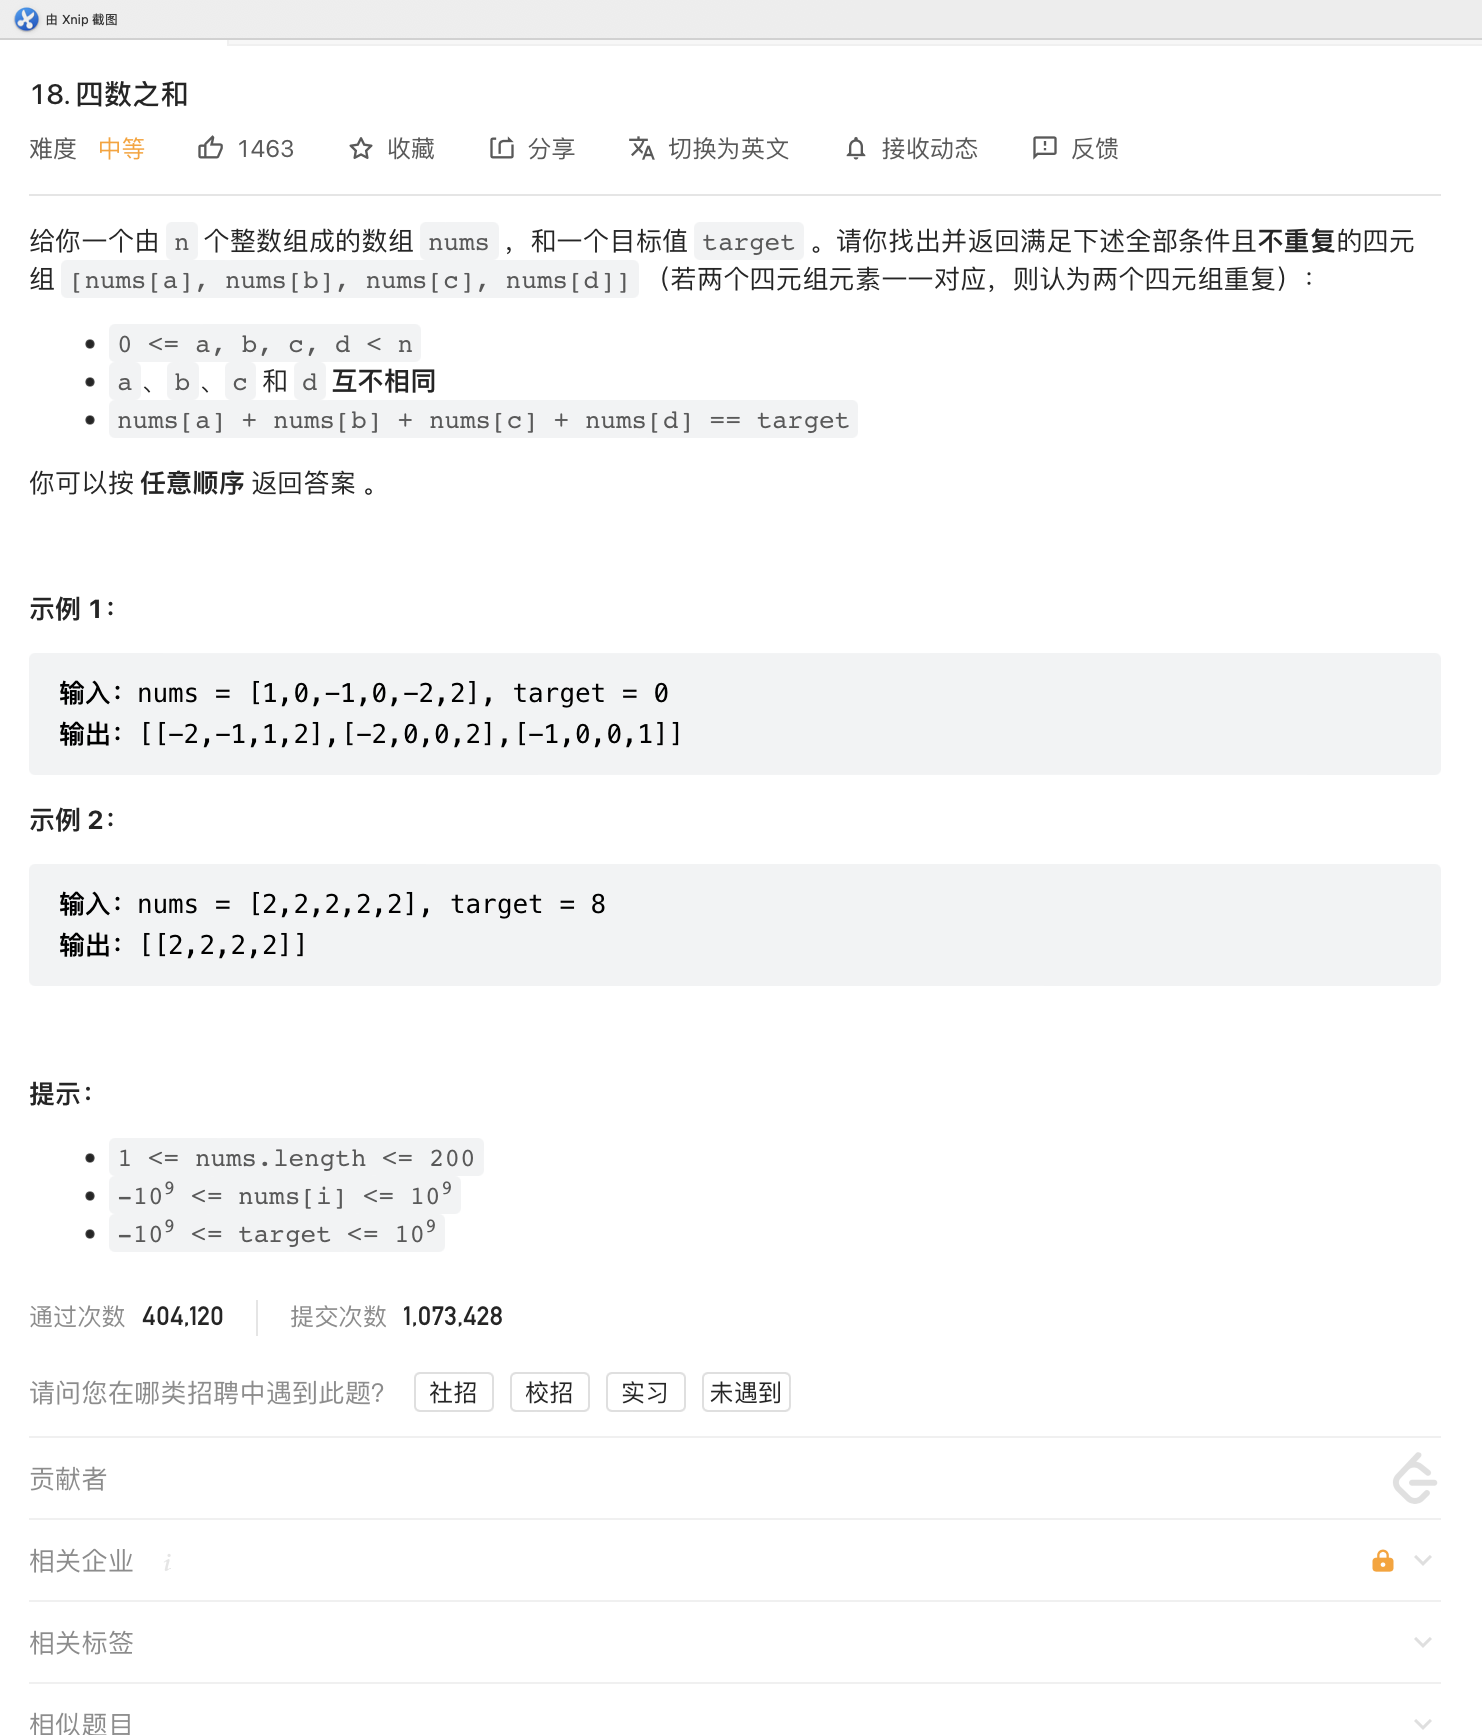 由 Xnip 截图
18. 四数之和
难度 中等 1463 收藏 分享 切换为英文 接收动态 反馈
给你一个由 n 个整数组成的数组 nums ，和一个目标值 target 。请你找出并返回满足下述全部条件且不重复的四元
组 [nums[a], nums[b], nums[c], nums[d]] （若两个四元组元素一一对应，则认为两个四元组重复）：
0 <= a, b, c, d < n
a、b、c 和 d 互不相同
nums[a] + nums[b] + nums[c] + nums[d] == target
你可以按 任意顺序 返回答案 。
示例 1：
输入：nums = [1,0,-1,0,-2,2], target = 0
输出：[[-2,-1,1,2],[-2,0,0,2],[-1,0,0,1]]
示例 2：
输入：nums = [2,2,2,2,2], target = 8
输出：[[2,2,2,2]]
提示：
1 <= nums.length <= 200
-10⁹ <= nums[i] <= 10⁹
-10⁹ <= target <= 10⁹
通过次数 404,120 提交次数 1,073,428
请问您在哪类招聘中遇到此题？ 社招 校招 实习 未遇到
贡献者
相关企业 i
相关标签
相似题目